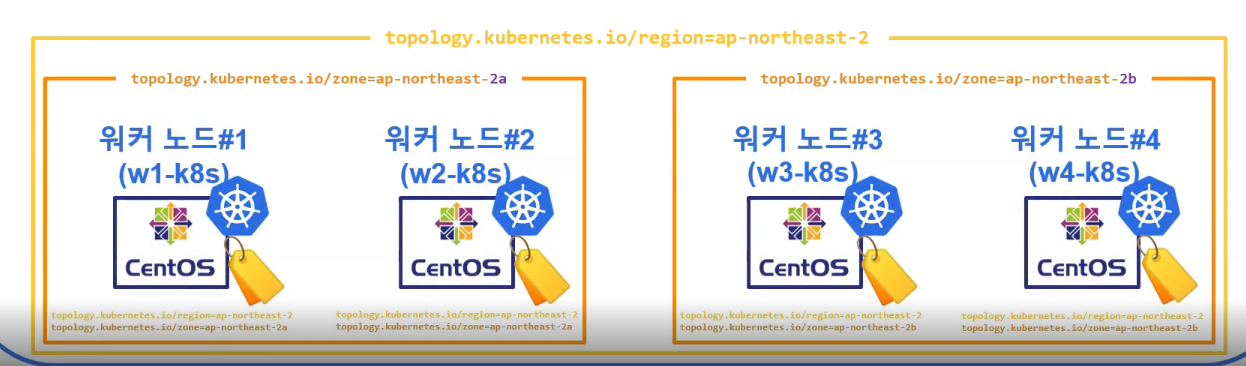 topology.kubernetes.io/region=ap-northeast-2
topology.kubernetes.io/zone=ap-northeast-2a
topology.kubernetes.io/zone=ap-northeast-2b
워커 노드#1
(w1-k8s)
CentOS
topology.kubernetes.io/region=ap-northeast-2
topology.kubernetes.io/zone=ap-northeast-2a
워커 노드#2
(w2-k8s)
CentOS
topology.kubernetes.io/region=ap-northeast-2
topology.kubernetes.io/zone=ap-northeast-2a
워커 노드#3
(w3-k8s)
CentOS
topology.kubernetes.io/region=ap-northeast-2
topology.kubernetes.io/zone=ap-northeast-2b
워커 노드#4
(w4-k8s)
CentOS
topology.kubernetes.io/region=ap-northeast-2
topology.kubernetes.io/zone=ap-northeast-2b